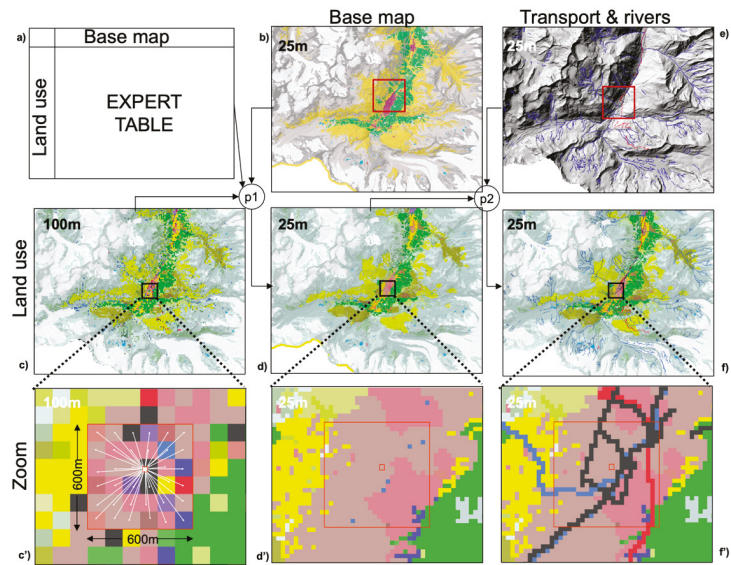 Base map
Transport & rivers
a)
Base map
b)
25m
25m
e)
Land use
EXPERT
TABLE
p1
p2
Land use
100m
25m
25m
c)
d)
f)
Zoom
100m
25m
25m
600m
600m
c')
d')
f')